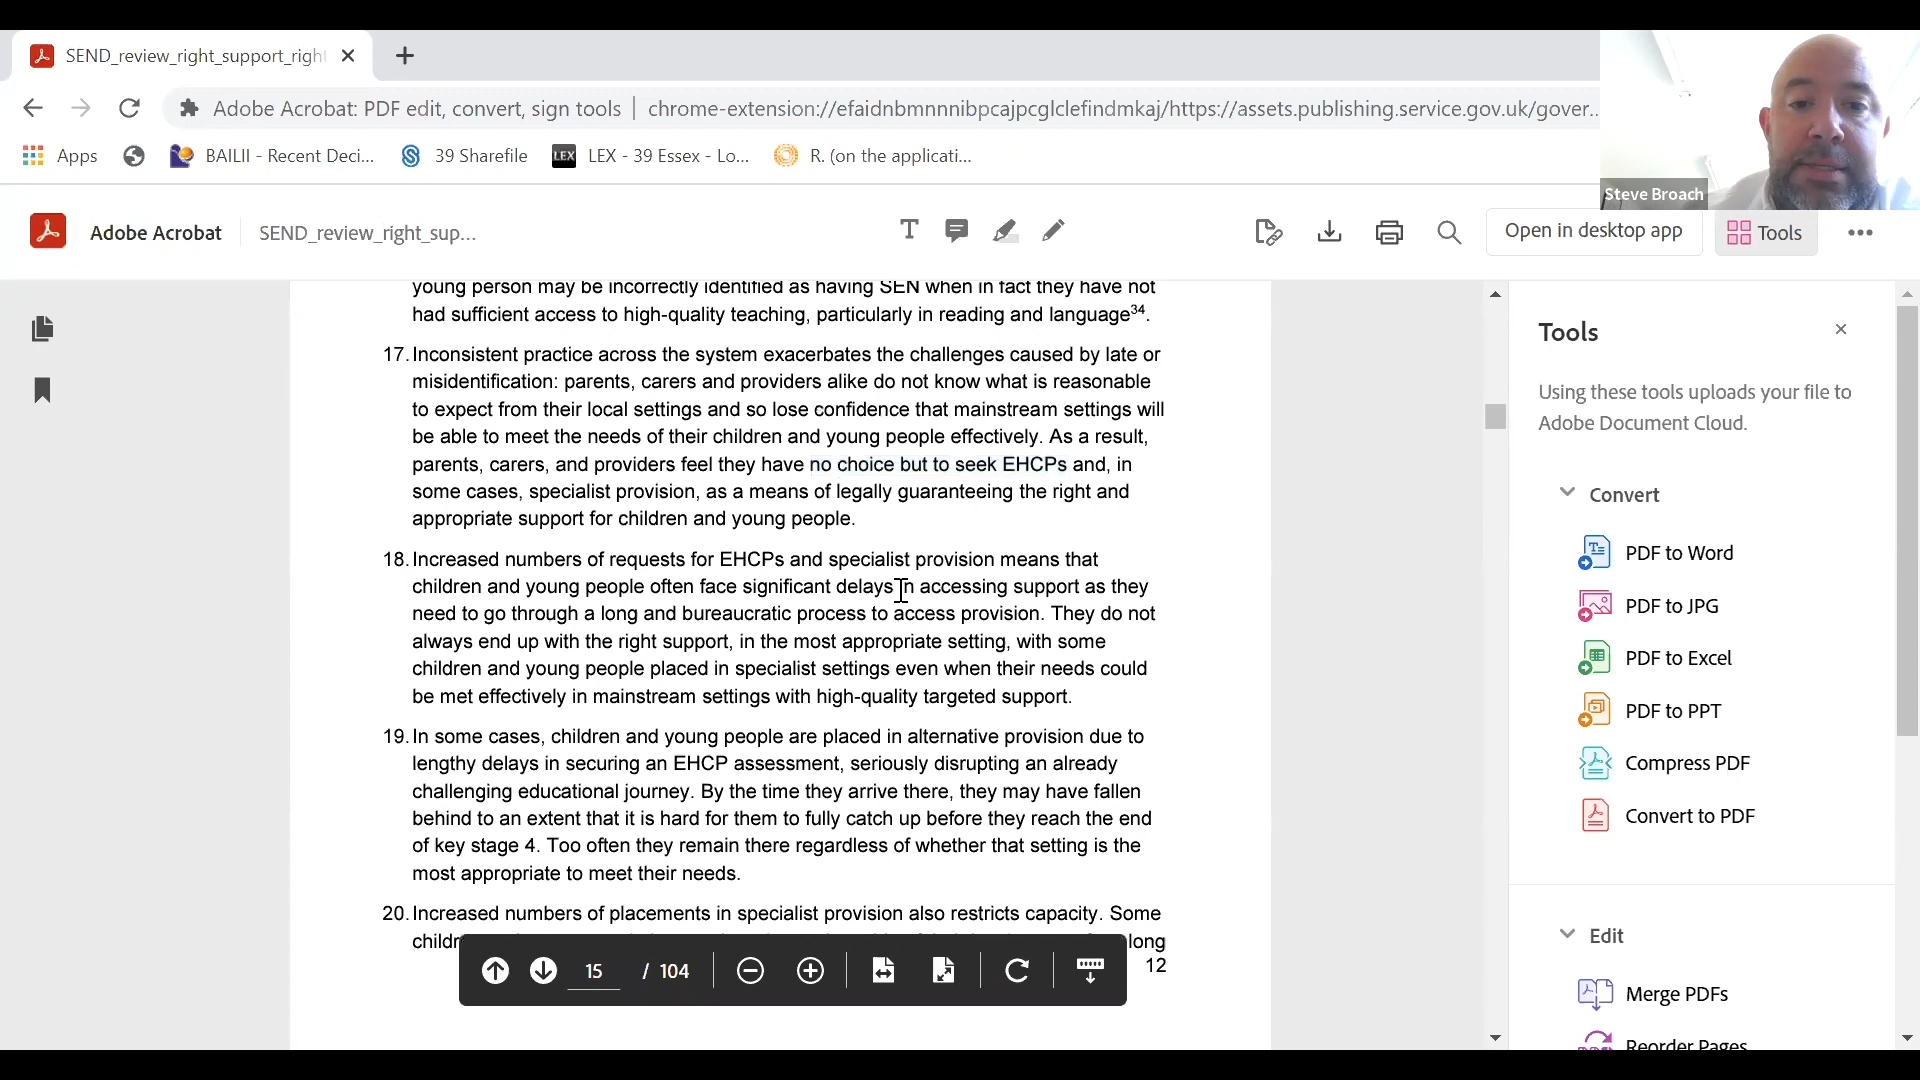 SEND_review_right_support_righ
Adobe Acrobat: PDF edit, convert, sign tools | chrome-extension://efaidnbmnnnibpcajpcglclefindmkaj/https://assets.publishing.service.gov.uk/gover...
Apps
BAILII - Recent Deci...
39 Sharefile
LEX
LEX - 39 Essex - Lo...
R. (on the applicati...
Steve Broach
Adobe Acrobat
SEND_review_right_sup...
T
Open in desktop app
Tools
young person may be incorrectly identified as having SEN when in fact they have not
had sufficient access to high-quality teaching, particularly in reading and language34.
17. Inconsistent practice across the system exacerbates the challenges caused by late or
misidentification: parents, carers and providers alike do not know what is reasonable
to expect from their local settings and so lose confidence that mainstream settings will
be able to meet the needs of their children and young people effectively. As a result,
parents, carers, and providers feel they have no choice but to seek EHCPs and, in
some cases, specialist provision, as a means of legally guaranteeing the right and
appropriate support for children and young people.
18. Increased numbers of requests for EHCPs and specialist provision means that
children and young people often face significant delays in accessing support as they
need to go through a long and bureaucratic process to access provision. They do not
always end up with the right support, in the most appropriate setting, with some
children and young people placed in specialist settings even when their needs could
be met effectively in mainstream settings with high-quality targeted support.
19. In some cases, children and young people are placed in alternative provision due to
lengthy delays in securing an EHCP assessment, seriously disrupting an already
challenging educational journey. By the time they arrive there, they may have fallen
behind to an extent that it is hard for them to fully catch up before they reach the end
of key stage 4. Too often they remain there regardless of whether that setting is the
most appropriate to meet their needs.
20. Increased numbers of placements in specialist provision also restricts capacity. Some
childr
long
12
15 / 104
Tools
Using these tools uploads your file to
Adobe Document Cloud.
Convert
PDF to Word
PDF to JPG
PDF to Excel
PDF to PPT
Compress PDF
Convert to PDF
Edit
Merge PDFs
Reorder Pages